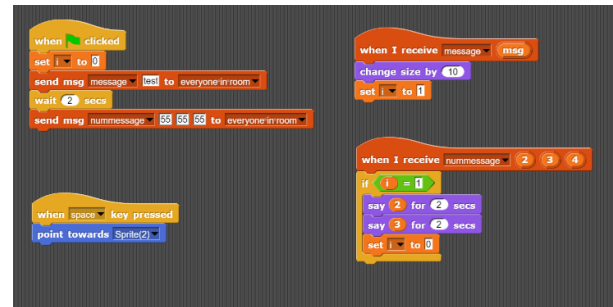 when clicked
set i to 0
send msg message test to everyone in room
wait 2 secs
send msg nummessage 55 55 55 to everyone in room
when space key pressed
point towards Sprite(2)
when I receive message msg
change size by 10
set i to 1
when I receive nummessage 2 3 4
if i = 1
say 2 for 2 secs
say 3 for 2 secs
set i to 0